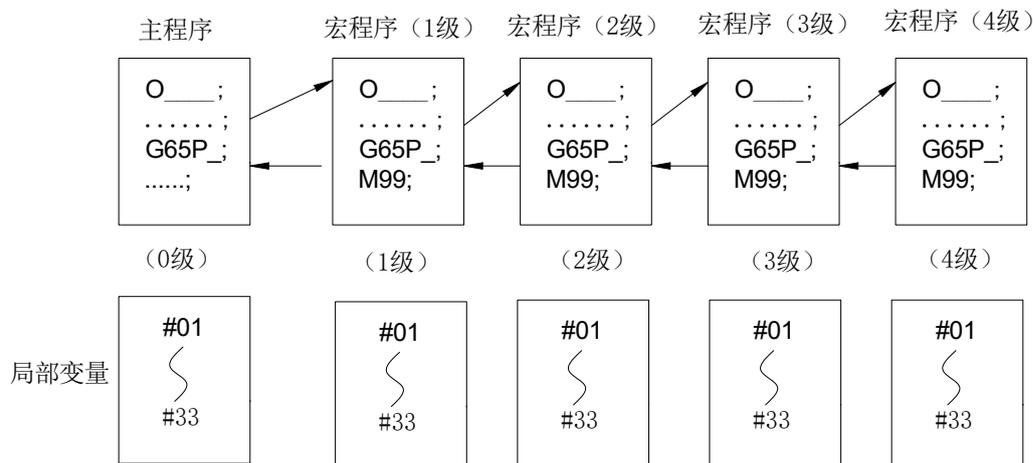 主程序
宏程序（1级）
宏程序（2级）
宏程序（3级）
宏程序（4级）
O____;
......;
G65P_;
......;
O____;
......;
G65P_;
M99;
O____;
......;
G65P_;
M99;
O____;
......;
G65P_;
M99;
O____;
......;
G65P_;
M99;
（0级）
（1级）
（2级）
（3级）
（4级）
局部变量
#01
#33
#01
#33
#01
#33
#01
#33
#01
#33